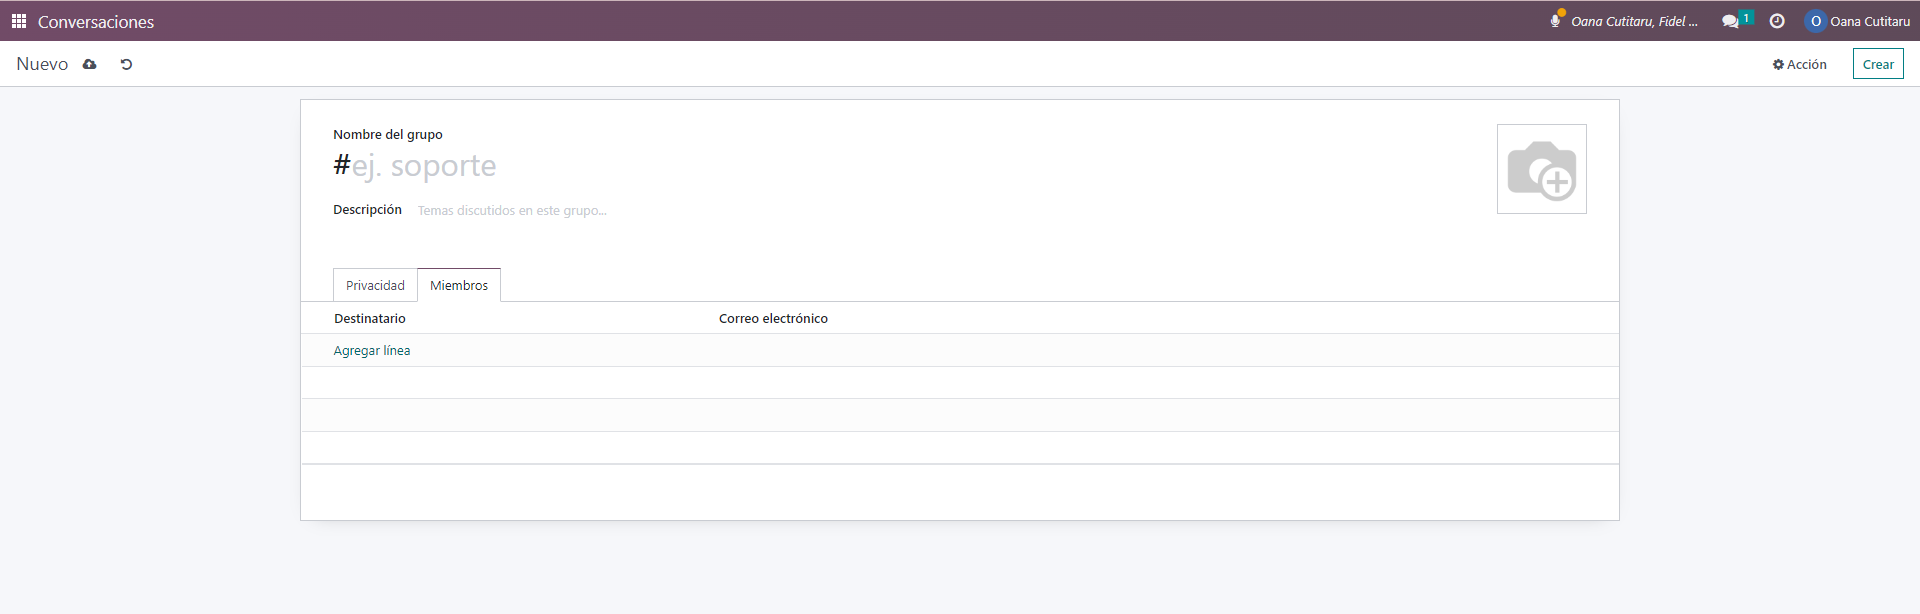 Conversaciones
Oana Cutitaru, Fidel ...
1
O Oana Cutitaru
Nuevo
Acción
Crear
Nombre del grupo
#ej. soporte
Descripción Temas discutidos en este grupo...
Privacidad Miembros
Destinatario Correo electrónico
Agregar línea